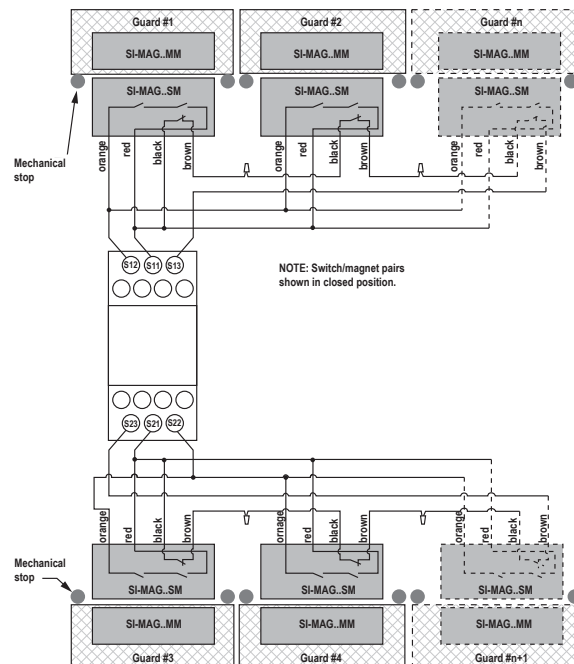 Guard #1 Guard #2 Guard #n
SI-MAG..MM SI-MAG..MM SI-MAG..MM
SI-MAG..SM SI-MAG..SM SI-MAG..SM
orange red black brown orange red black brown orange red black brown
Mechanical
stop
S12 S11 S13
NOTE: Switch/magnet pairs
shown in closed position.
S23 S21 S22
orange red black brown ornage red black brown orange red black brown
Mechanical
stop
SI-MAG..SM SI-MAG..SM SI-MAG..SM
SI-MAG..MM SI-MAG..MM SI-MAG..MM
Guard #3 Guard #4 Guard #n+1